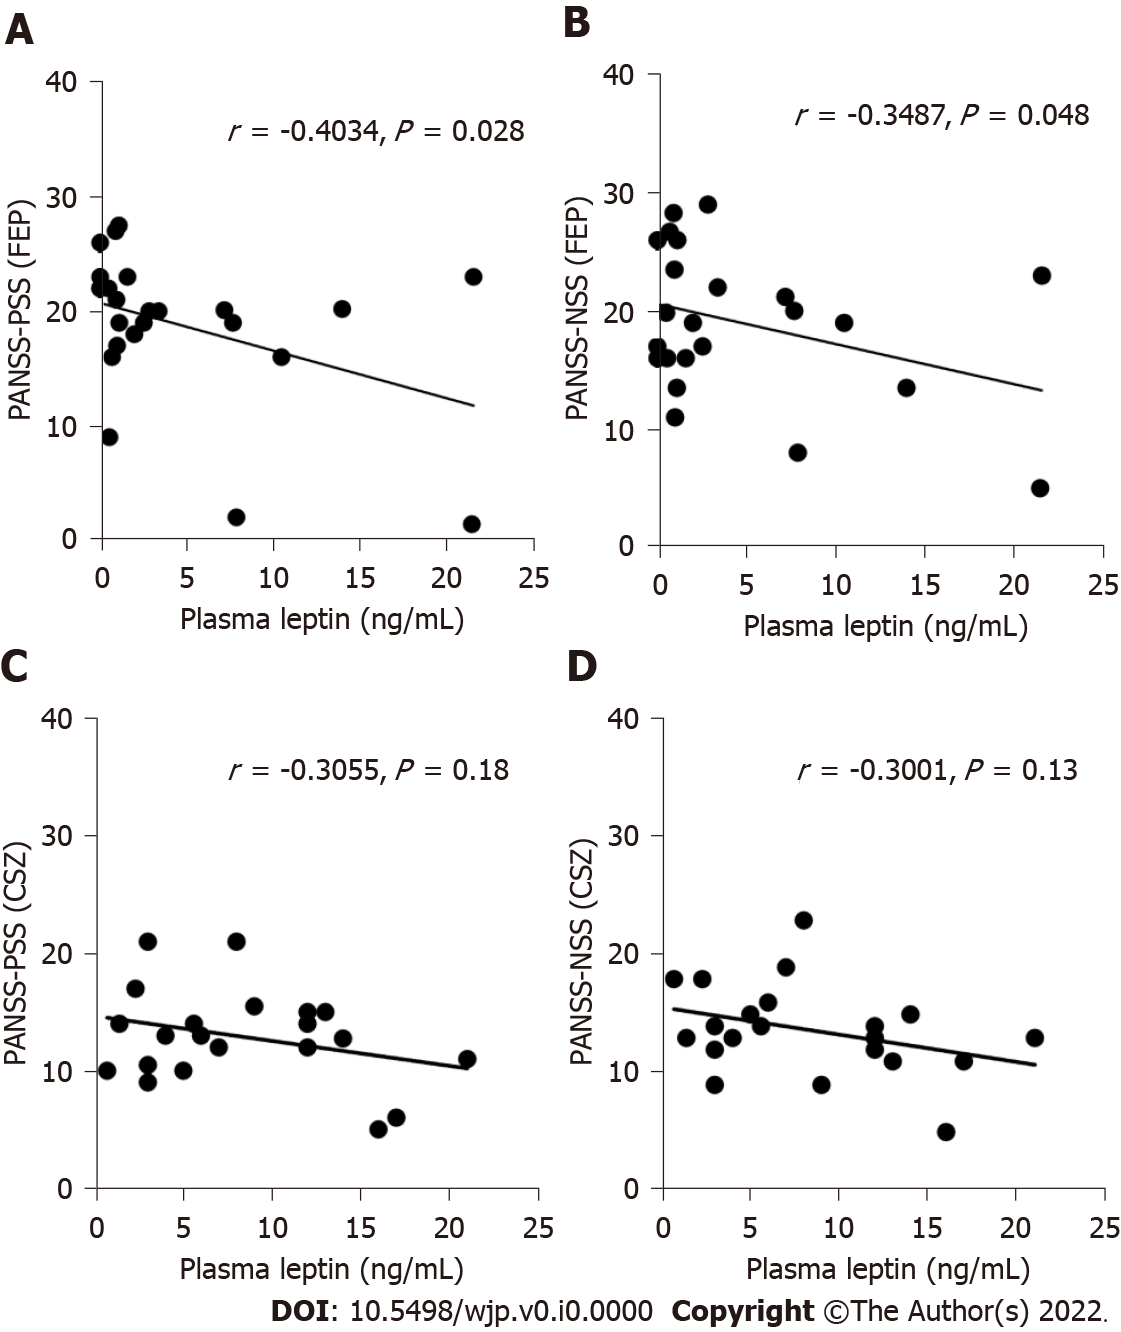 A
40
30
20
10
0
PANSS-PSS (FEP)
r = -0.4034, P = 0.028
0 5 10 15 20 25
Plasma leptin (ng/mL)
B
40
30
20
10
0
PANSS-NSS (FEP)
r = -0.3487, P = 0.048
0 5 10 15 20 25
Plasma leptin (ng/mL)
C
40
30
20
10
0
PANSS-PSS (CSZ)
r = -0.3055, P = 0.18
0 5 10 15 20 25
Plasma leptin (ng/mL)
D
40
30
20
10
0
PANSS-NSS (CSZ)
r = -0.3001, P = 0.13
0 5 10 15 20 25
Plasma leptin (ng/mL)
DOI: 10.5498/wjp.v0.i0.0000 Copyright ©The Author(s) 2022.